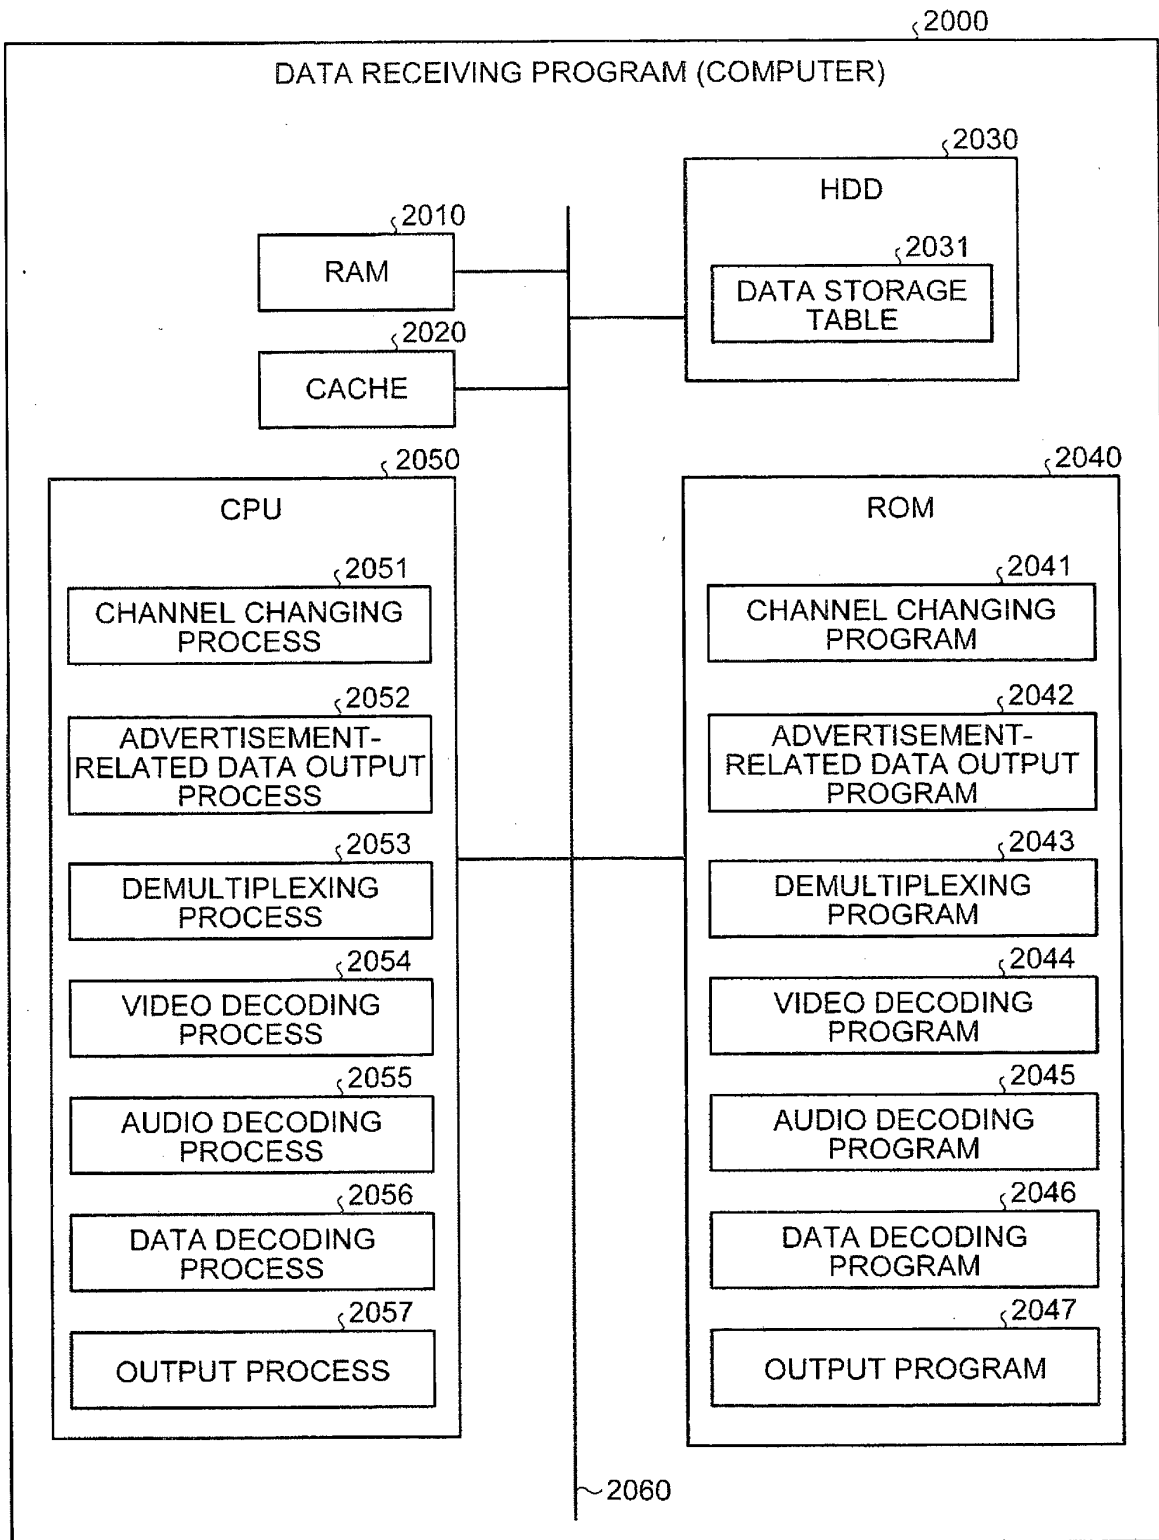 2000
DATA RECEIVING PROGRAM (COMPUTER)
2010
RAM
2020
CACHE
2030
HDD
2031
DATA STORAGE
TABLE
2050
CPU
2051
CHANNEL CHANGING
PROCESS
2052
ADVERTISEMENT-
RELATED DATA OUTPUT
PROCESS
2053
DEMULTIPLEXING
PROCESS
2054
VIDEO DECODING
PROCESS
2055
AUDIO DECODING
PROCESS
2056
DATA DECODING
PROCESS
2057
OUTPUT PROCESS
2040
ROM
2041
CHANNEL CHANGING
PROGRAM
2042
ADVERTISEMENT-
RELATED DATA OUTPUT
PROGRAM
2043
DEMULTIPLEXING
PROGRAM
2044
VIDEO DECODING
PROGRAM
2045
AUDIO DECODING
PROGRAM
2046
DATA DECODING
PROGRAM
2047
OUTPUT PROGRAM
2060